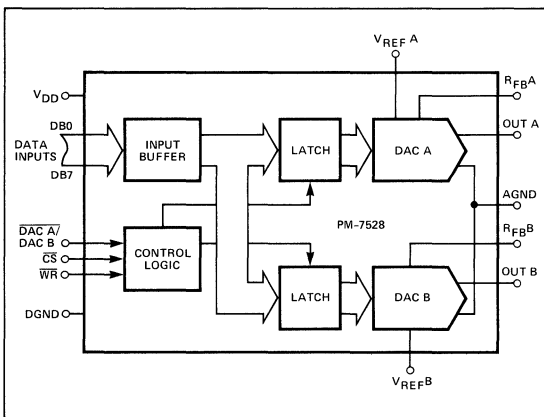 V_REF A
R_FB A
V_DD
DB0
OUT A
DATA
INPUTS
INPUT
BUFFER
LATCH
DAC A
DB7
AGND
PM-7528
DAC A/
DAC B
CS
WR
CONTROL
LOGIC
R_FB B
LATCH
DAC B
OUT B
DGND
V_REF B